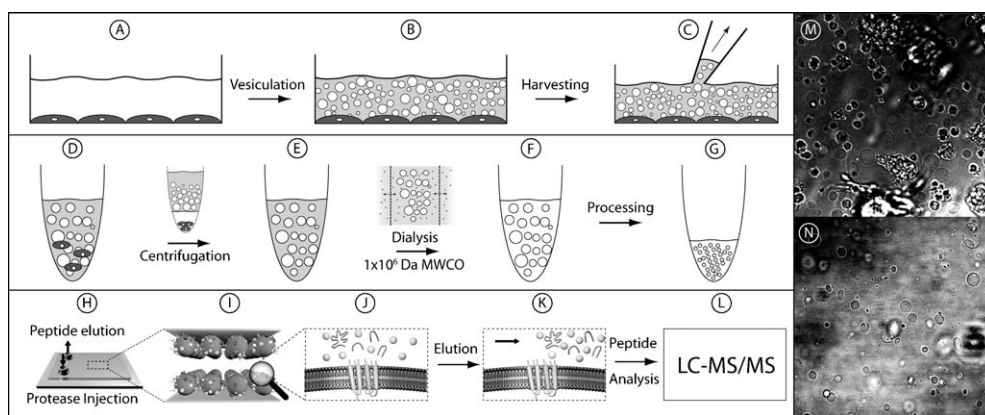 A
B
C
Vesiculation
Harvesting
D
E
F
G
Centrifugation
Dialysis
1x10⁶ Da MWCO
Processing
H
I
J
K
L
Peptide elution
Protease Injection
Elution
Peptide
Analysis
LC-MS/MS
M
N